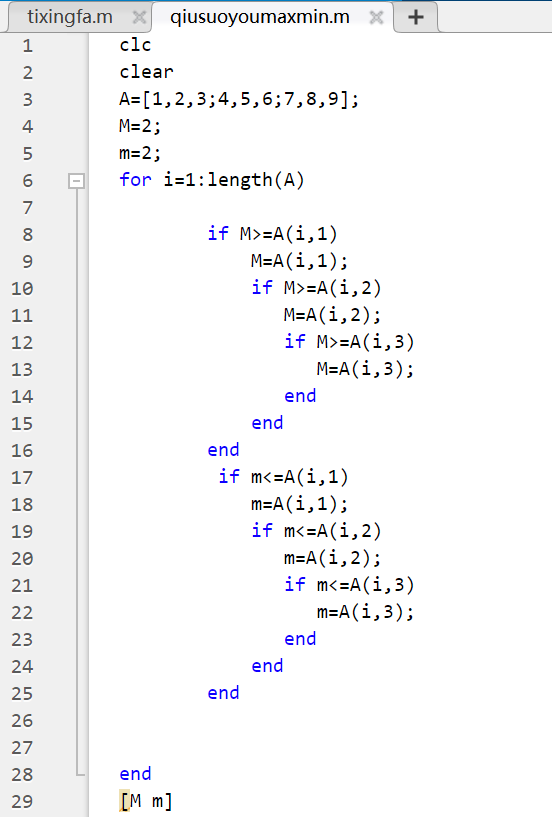 tixingfa.m × qiusuoyoumaxmin.m × +
1 clc
2 clear
3 A=[1,2,3;4,5,6;7,8,9];
4 M=2;
5 m=2;
6 for i=1:length(A)
7
8 if M>=A(i,1)
9 M=A(i,1);
10 if M>=A(i,2)
11 M=A(i,2);
12 if M>=A(i,3)
13 M=A(i,3);
14 end
15 end
16 end
17 if m<=A(i,1)
18 m=A(i,1);
19 if m<=A(i,2)
20 m=A(i,2);
21 if m<=A(i,3)
22 m=A(i,3);
23 end
24 end
25 end
26
27
28 end
29 [M m]